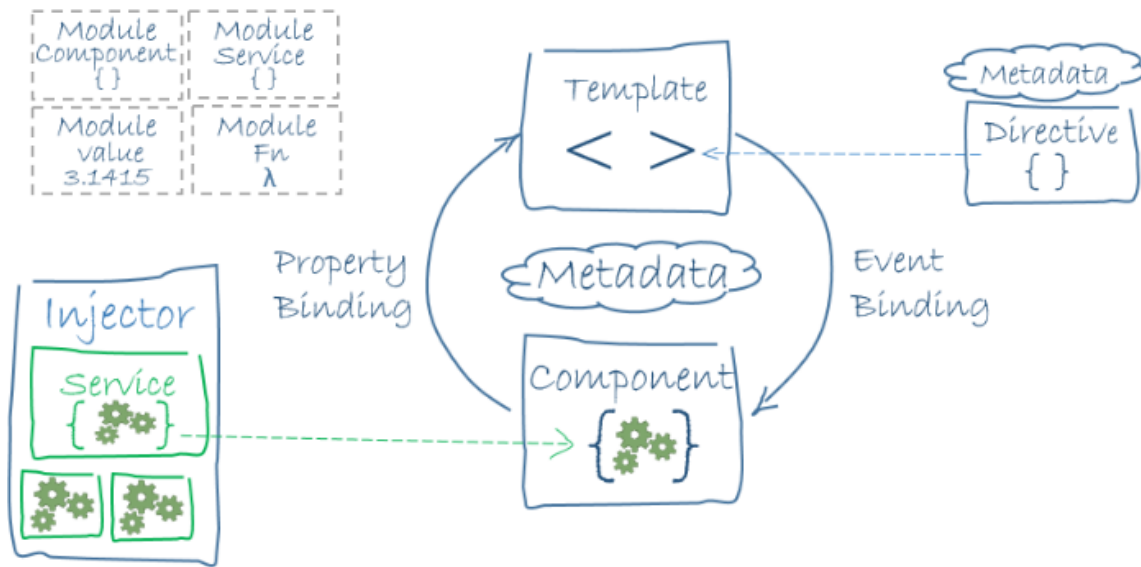 Module
Component
{ }
Module
Service
{ }
Module
value
3.1415
Module
Fn
λ
Template
< >
Metadata
Directive
{ }
Property
Binding
Metadata
Event
Binding
Injector
Service
{ }
Component
{ }